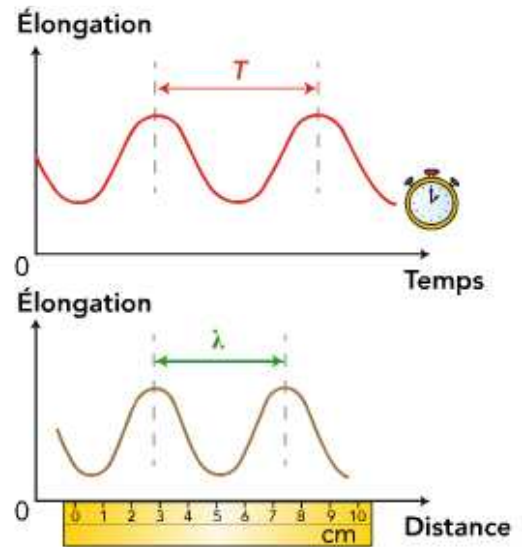 Élongation
T
0
Temps
Élongation
λ
0
0 1 2 3 4 5 6 7 8 9 10
cm
Distance